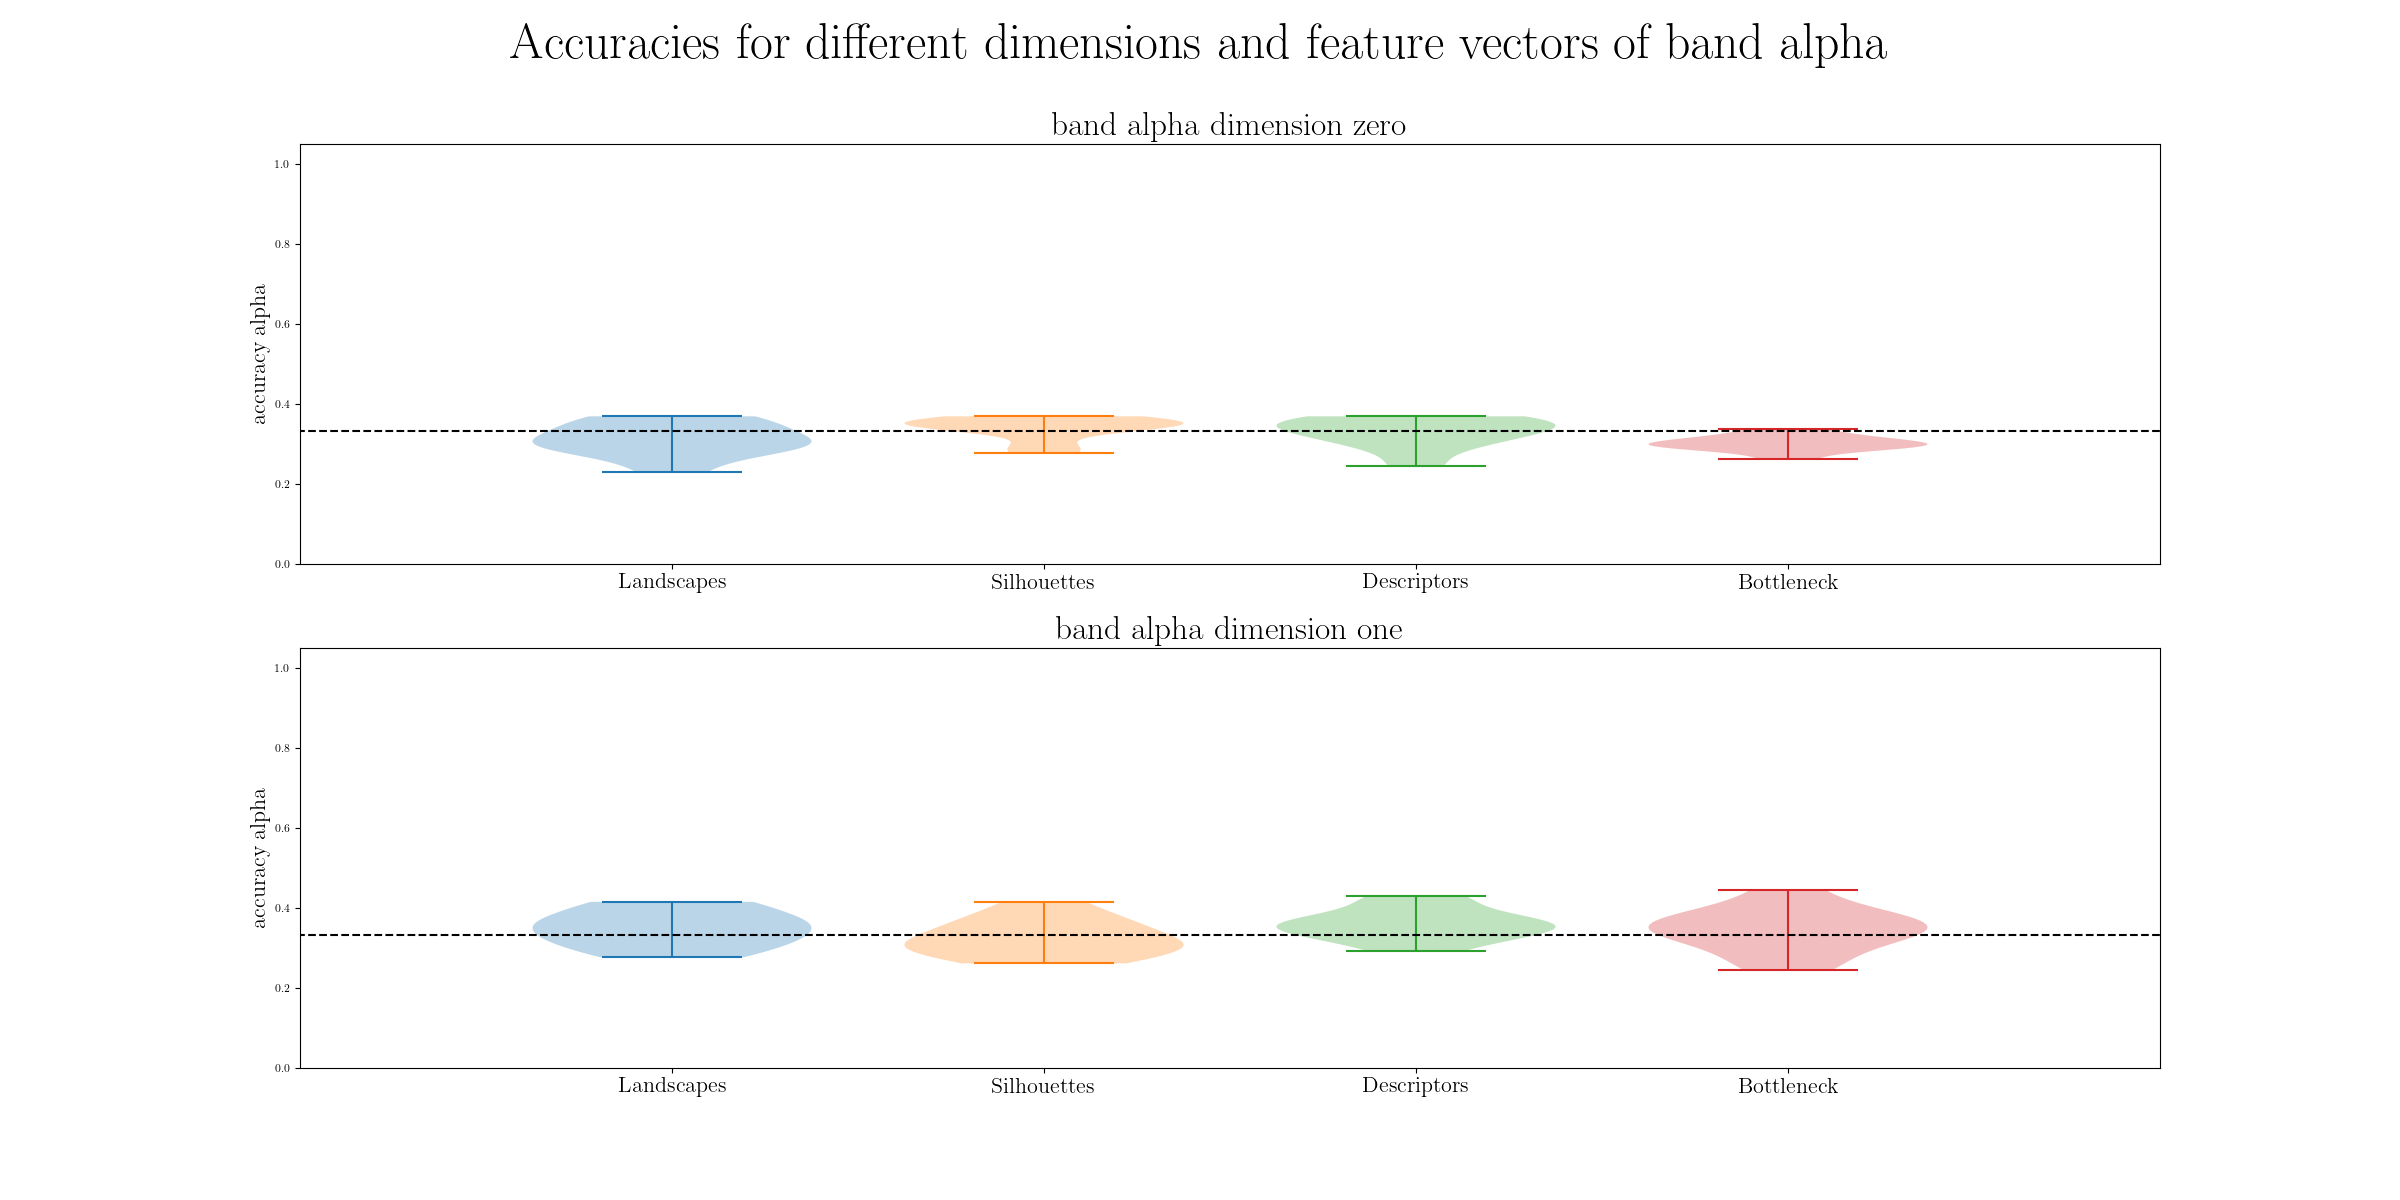 Accuracies for different dimensions and feature vectors of band alpha
band alpha dimension zero
1.0
0.8
0.6
0.4
0.2
0.0
accuracy alpha
Landscapes Silhouettes Descriptors Bottleneck
band alpha dimension one
1.0
0.8
0.6
0.4
0.2
0.0
accuracy alpha
Landscapes Silhouettes Descriptors Bottleneck